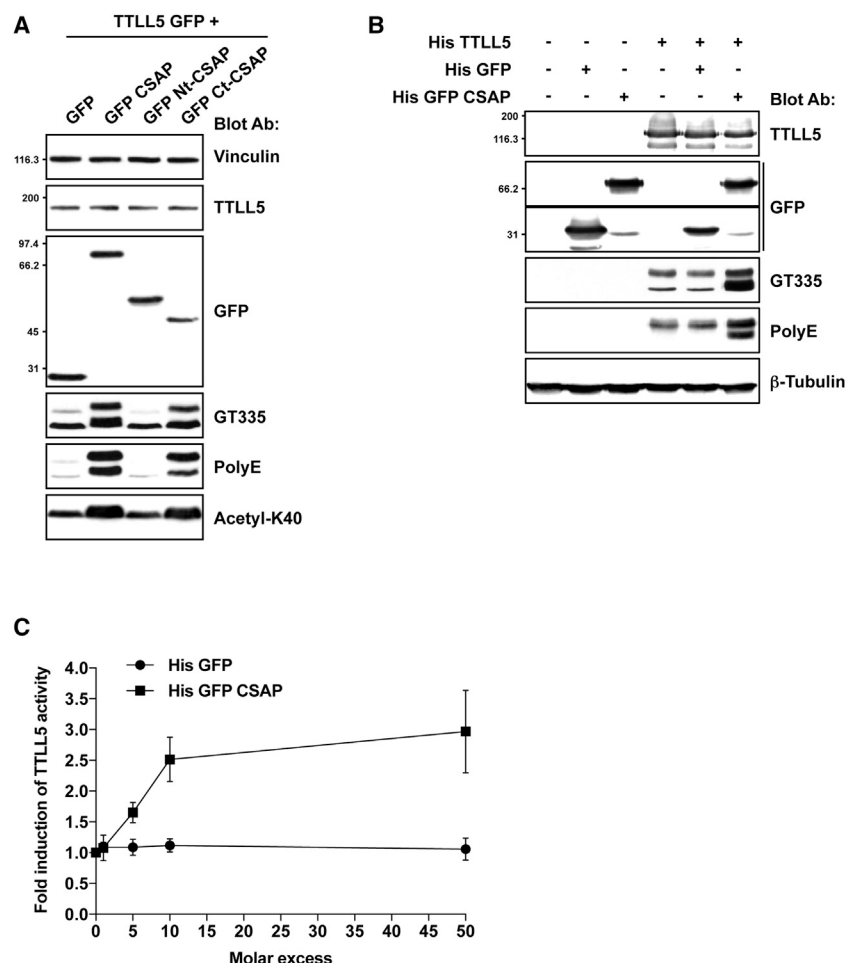 A
TTLL5 GFP +
GFP
GFP CSAP
GFP Nt-CSAP
GFP Ct-CSAP
Blot Ab:
116.3 Vinculin
200 TTLL5
97.4
66.2
GFP
45
31
GT335
PolyE
Acetyl-K40
B
His TTLL5 - - - + + +
His GFP - + - - + -
His GFP CSAP - - + - - + Blot Ab:
200
116.3 TTLL5
66.2
GFP
31
GT335
PolyE
β-Tubulin
C
His GFP
His GFP CSAP
Fold induction of TTLL5 activity
4.0
3.5
3.0
2.5
2.0
1.5
1.0
0.5
0.0
0 5 10 15 20 25 30 35 40 45 50
Molar excess